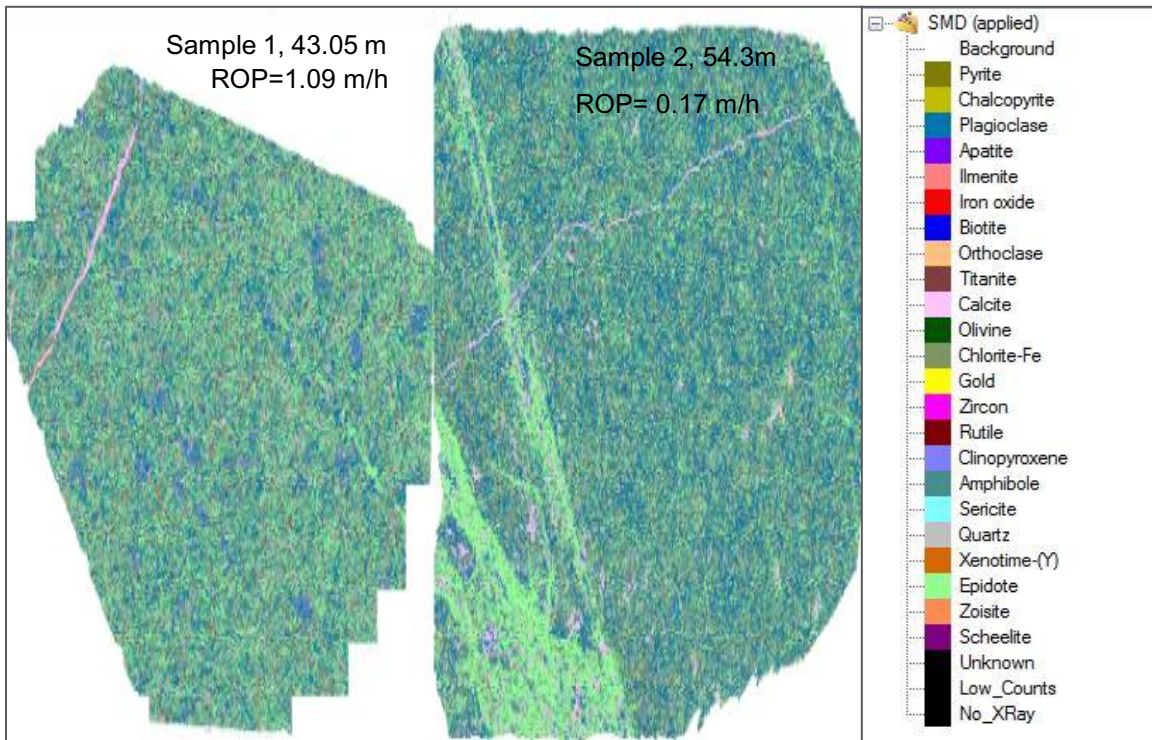 Sample 1, 43.05 m
ROP=1.09 m/h
Sample 2, 54.3m
ROP= 0.17 m/h
SMD (applied)
Background
Pyrite
Chalcopyrite
Plagioclase
Apatite
Ilmenite
Iron oxide
Biotite
Orthoclase
Titanite
Calcite
Olivine
Chlorite-Fe
Gold
Zircon
Rutile
Clinopyroxene
Amphibole
Sericite
Quartz
Xenotime-(Y)
Epidote
Zoisite
Scheelite
Unknown
Low_Counts
No_XRay